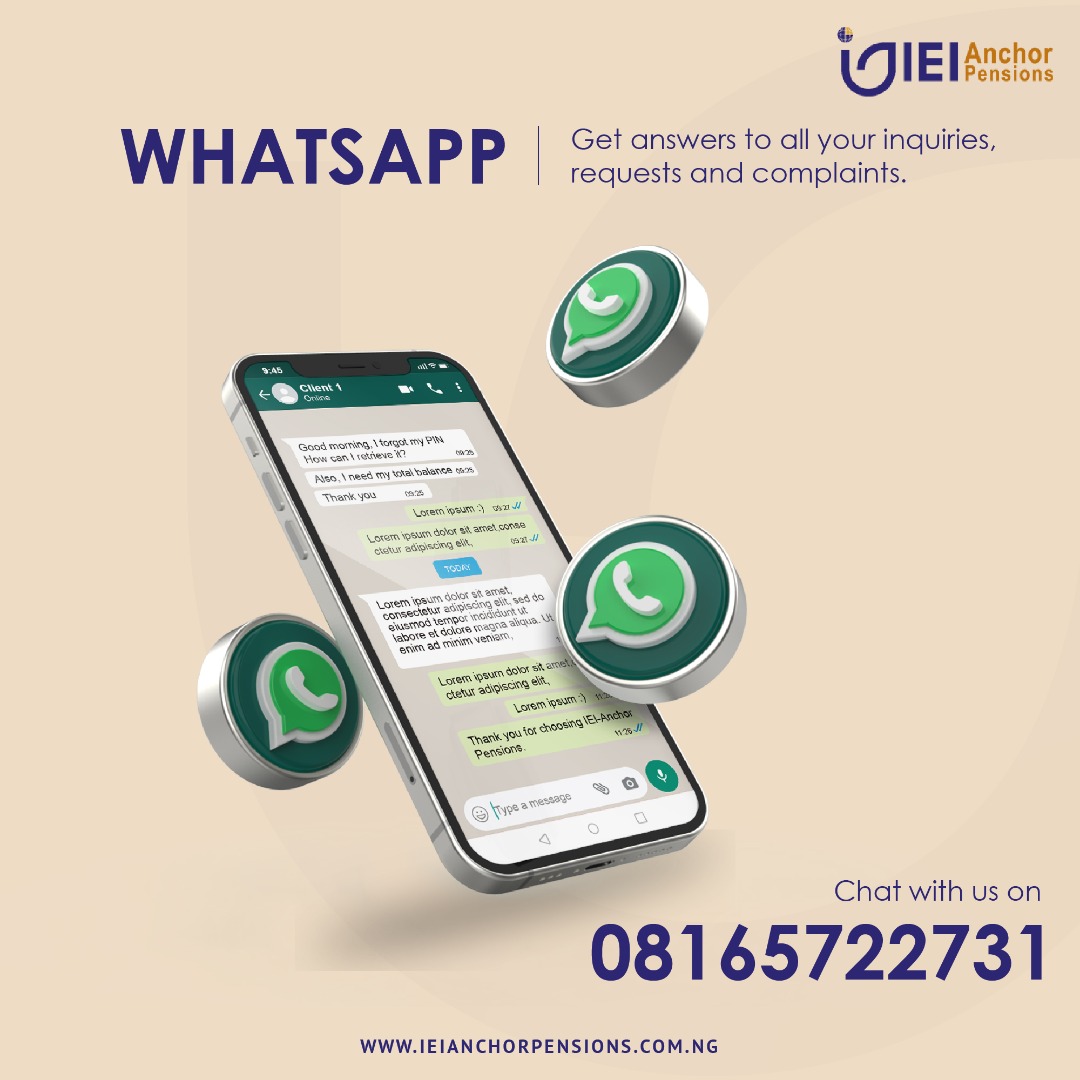 IEI Anchor
Pensions
WHATSAPP
Get answers to all your inquiries,
requests and complaints.
9:45
Client 1
Online
Good morning, I forgot my PIN
How can I retrieve it? 09:25
Also, I need my total balance 09:25
Thank you 09:25
Lorem ipsum :) 09:27
Lorem ipsum dolor sit amet,conse
ctetur adipiscing elit, 09:27
TODAY
Lorem ipsum dolor sit amet,
consectetur adipiscing elit, sed do
eiusmod tempor incididunt ut
labore et dolore magna aliqua. Ut
enim ad minim veniam,
Lorem ipsum dolor sit amet,
ctetur adipiscing elit,
Lorem ipsum :)
Thank you for choosing IEI-Anchor
Pensions. 11:26
Type a message
Chat with us on
08165722731
WWW.IEIANCHORPENSIONS.COM.NG